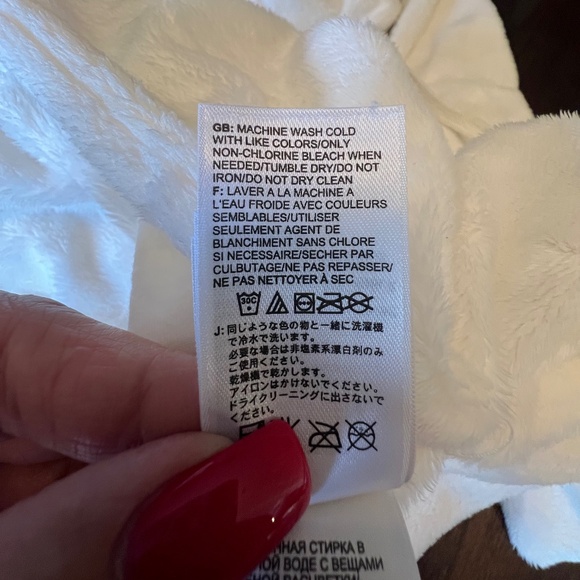 GB: MACHINE WASH COLD
WITH LIKE COLORS/ONLY
NON-CHLORINE BLEACH WHEN
NEEDED/TUMBLE DRY/DO NOT
IRON/DO NOT DRY CLEAN
F: LAVER A LA MACHINE A
L'EAU FROIDE AVEC COULEURS
SEMBLABLES/UTILISER
SEULEMENT AGENT DE
BLANCHIMENT SANS CHLORE
SI NECESSAIRE/SECHER PAR
CULBUTAGE/NE PAS REPASSER/
NE PAS NETTOYER À SEC
30C
J: 同じような色の物と一緒に洗濯機
で冷水で洗います。
必要な場合は非塩素系漂白剤のみ
ご使用ください。
乾燥機で乾かします。
アイロンはかけないでください。
ドライクリーニングに出さないで
ください。
СТИРКА В
ВОДЕ С ВЕЩАМИ